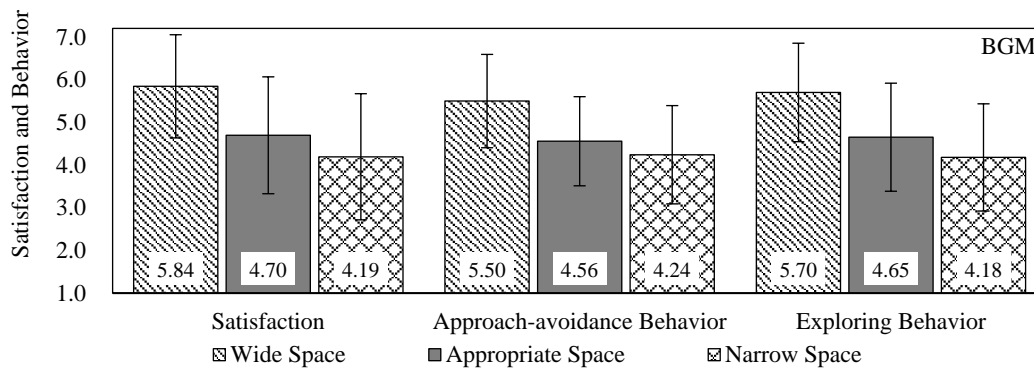 Satisfaction and Behavior
7.0
6.0
5.0
4.0
3.0
2.0
1.0
BGM
5.84
4.70
4.19
5.50
4.56
4.24
5.70
4.65
4.18
Satisfaction
Approach-avoidance Behavior
Exploring Behavior
Wide Space
Appropriate Space
Narrow Space